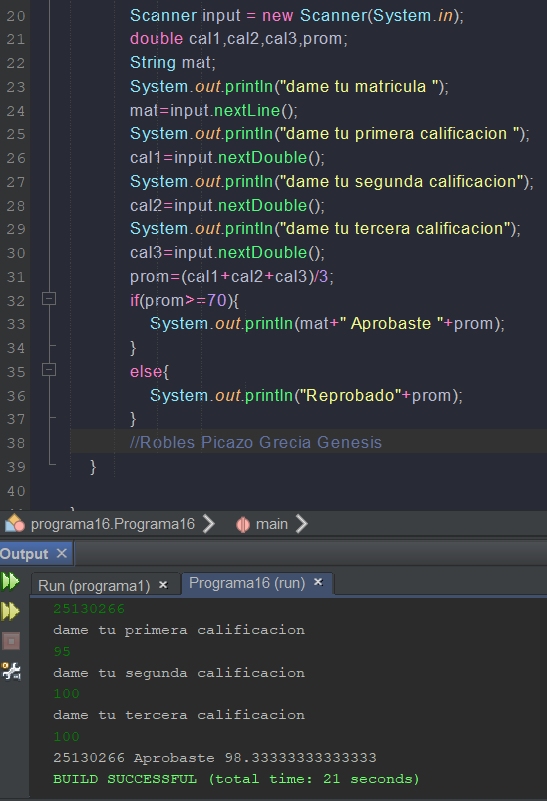 20 Scanner input = new Scanner(System.in);
21 double cal1,cal2,cal3,prom;
22 String mat;
23 System.out.println("dame tu matricula ");
24 mat=input.nextLine();
25 System.out.println("dame tu primera calificacion ");
26 cal1=input.nextDouble();
27 System.out.println("dame tu segunda calificacion");
28 cal2=input.nextDouble();
29 System.out.println("dame tu tercera calificacion");
30 cal3=input.nextDouble();
31 prom=(cal1+cal2+cal3)/3;
32 if(prom>=70){
33 System.out.println(mat+" Aprobaste "+prom);
34 }
35 else{
36 System.out.println("Reprobado"+prom);
37 }
38 //Robles Picazo Grecia Genesis
39 }
40
programa16.Programa16 main
Output ×
Run (programa1) × Programa16 (run) ×
25130266
dame tu primera calificacion
95
dame tu segunda calificacion
100
dame tu tercera calificacion
100
25130266 Aprobaste 98.33333333333333
BUILD SUCCESSFUL (total time: 21 seconds)